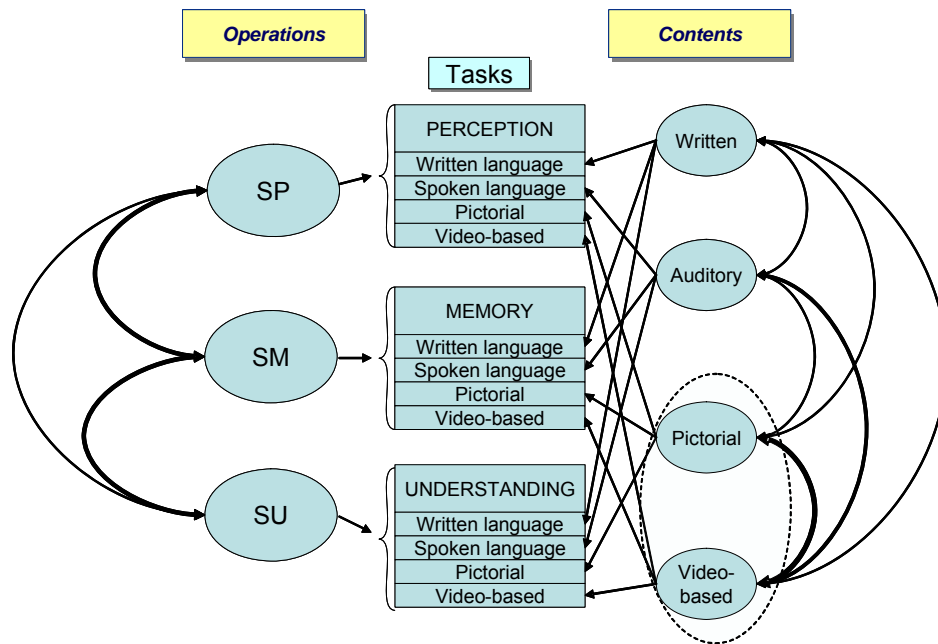 Operations
Contents
Tasks
PERCEPTION
Written language
Spoken language
Pictorial
Video-based
MEMORY
Written language
Spoken language
Pictorial
Video-based
UNDERSTANDING
Written language
Spoken language
Pictorial
Video-based
SP
SM
SU
Written
Auditory
Pictorial
Video-
based